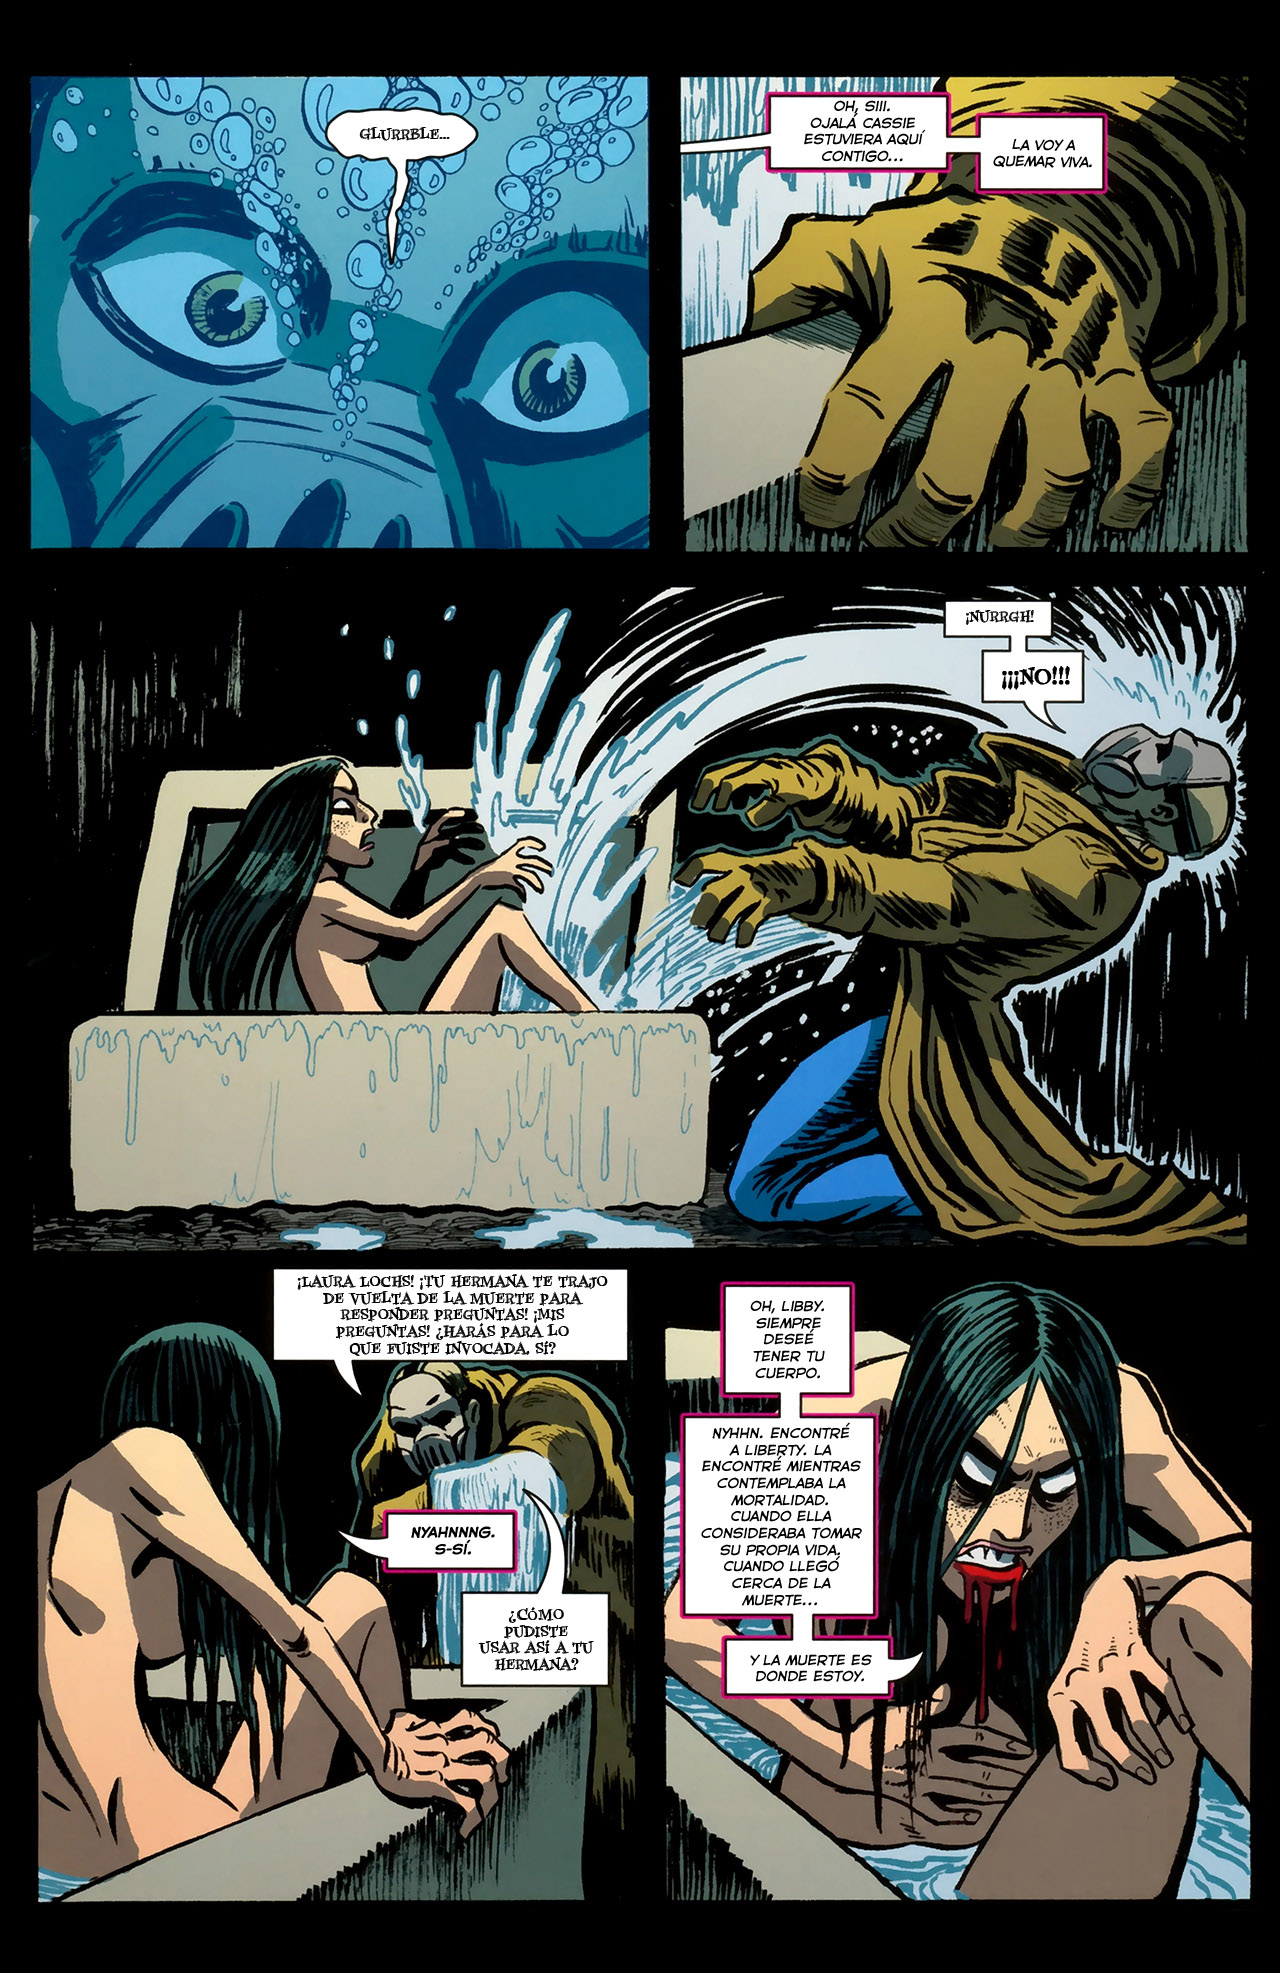 GLURRBLE...
OH, SIII.
OJALÁ CASSIE
ESTUVIERA AQUÍ
CONTIGO...
LA VOY A
QUEMAR VIVA.
¡NURRGH!
¡¡¡NO!!!
¡LAURA LOCHS! ¡TU HERMANA TE TRAJO
DE VUELTA DE LA MUERTE PARA
RESPONDER PREGUNTAS! ¡MIS
PREGUNTAS! ¿HARÁS PARA LO
QUE FUISTE INVOCADA, SÍ?
NYAHNNNG.
S-SÍ.
¿CÓMO
PUDISTE
USAR ASÍ A TU
HERMANA?
OH, LIBBY.
SIEMPRE
DESEÉ
TENER TU
CUERPO.
NYHHN. ENCONTRÉ
A LIBERTY. LA
ENCONTRÉ MIENTRAS
CONTEMPLABA LA
MORTALIDAD.
CUANDO ELLA
CONSIDERABA TOMAR
SU PROPIA VIDA,
CUANDO LLEGÓ
CERCA DE LA
MUERTE...
Y LA MUERTE ES
DONDE ESTOY.